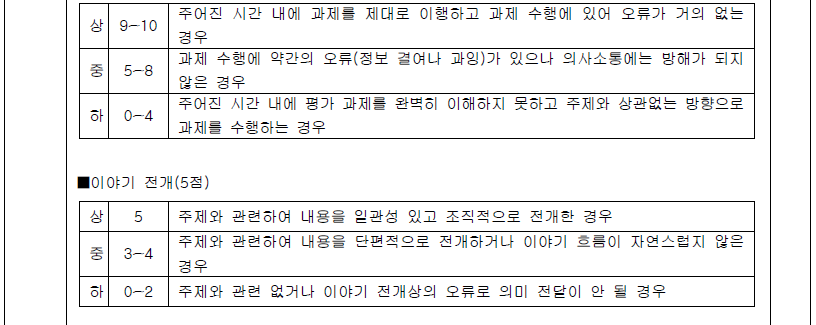 상 9-10 주어진 시간 내에 과제를 제대로 이행하고 과제 수행에 있어 오류가 거의 없는
경우
중 5-8 과제 수행에 약간의 오류(정보 결여나 과잉)가 있으나 의사소통에는 방해가 되지
않은 경우
하 0-4 주어진 시간 내에 평가 과제를 완벽히 이해하지 못하고 주제와 상관없는 방향으로
과제를 수행하는 경우
■이야기 전개(5점)
상 5 주제와 관련하여 내용을 일관성 있고 조직적으로 전개한 경우
중 3-4 주제와 관련하여 내용을 단편적으로 전개하거나 이야기 흐름이 자연스럽지 않은
경우
하 0-2 주제와 관련 없거나 이야기 전개상의 오류로 의미 전달이 안 될 경우